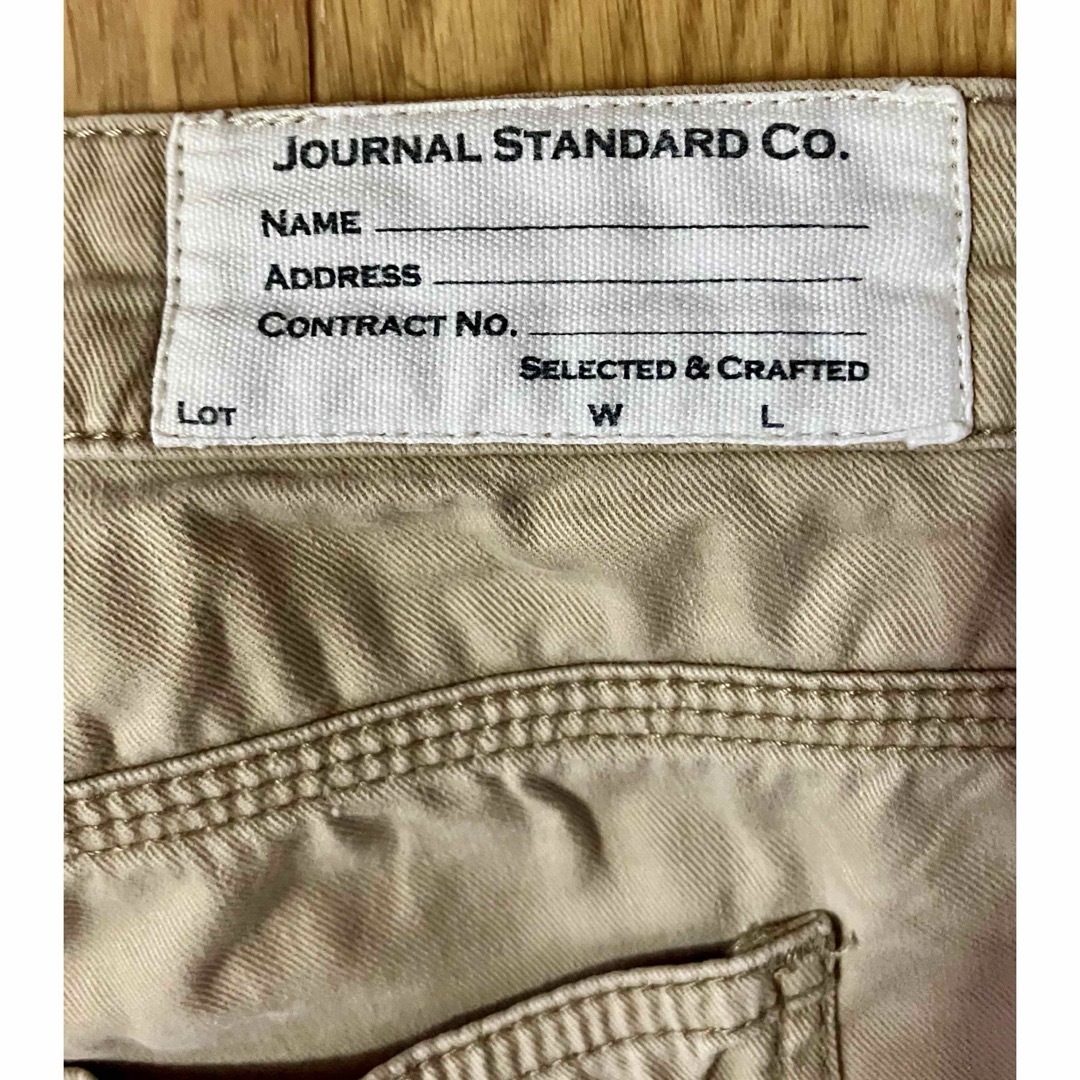 JOURNAL STANDARD CO.
NAME
ADDRESS
CONTRACT NO.
SELECTED & CRAFTED
LOT W L